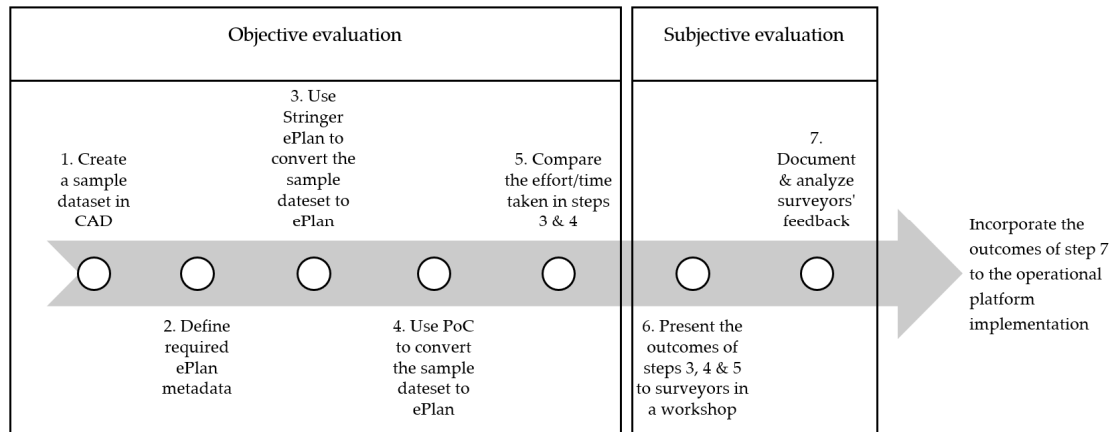 Objective evaluation
Subjective evaluation
1. Create
a sample
dataset in
CAD
2. Define
required
ePlan
metadata
3. Use
Stringer
ePlan to
convert the
sample
dateset to
ePlan
4. Use PoC
to convert
the sample
dateset to
ePlan
5. Compare
the effort/time
taken in steps
3 & 4
6. Present the
outcomes of
steps 3, 4 & 5
to surveyors in
a workshop
7.
Document
& analyze
surveyors'
feedback
Incorporate the
outcomes of step 7
to the operational
platform
implementation